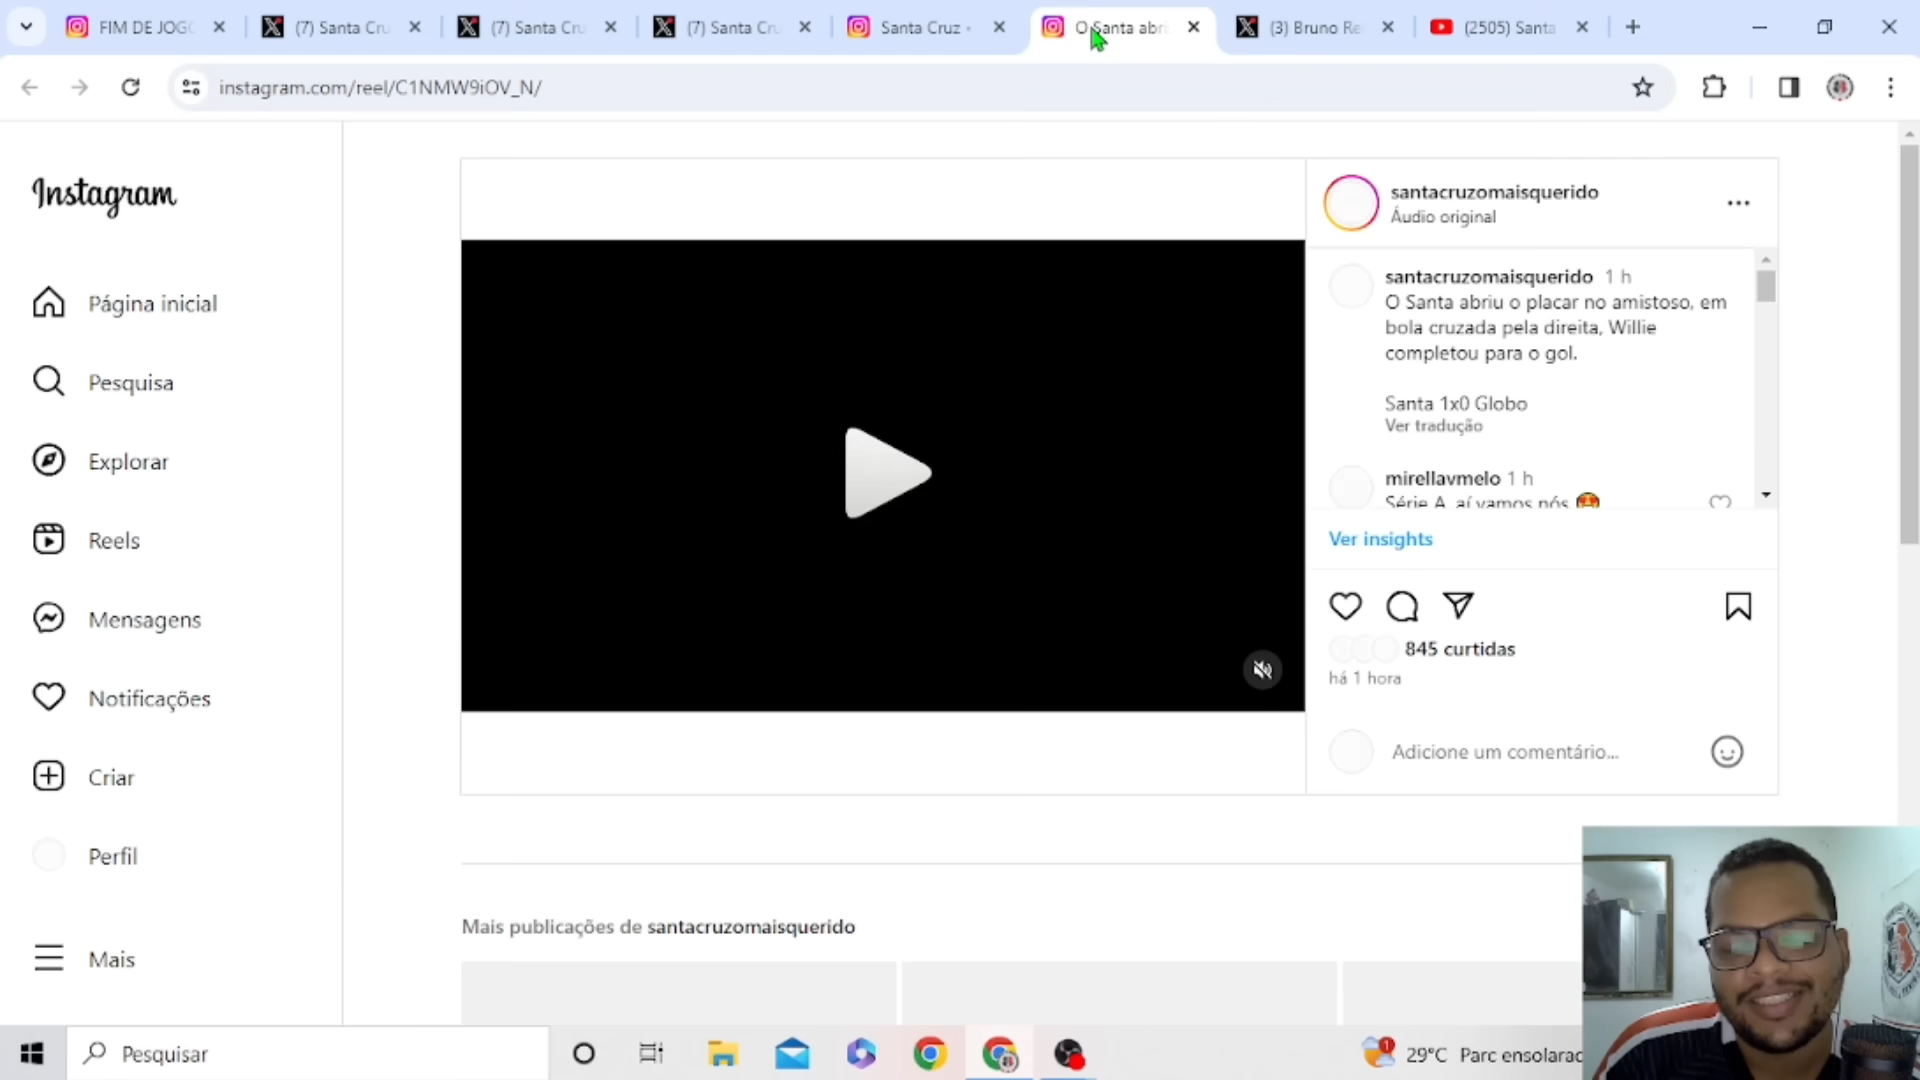 FIM DE JOGO
(7) Santa Cru
(7) Santa Cru
(7) Santa Cru
Santa Cruz •
O Santa abri
(3) Bruno Re
(2505) Santa
instagram.com/reel/C1NMW9iOV_N/
Instagram
Página inicial
Pesquisa
Explorar
Reels
Mensagens
Notificações
Criar
Perfil
Mais
santacruzomaisquerido
Áudio original
santacruzomaisquerido 1 h
O Santa abriu o placar no amistoso, em
bola cruzada pela direita, Willie
completou para o gol.
Santa 1x0 Globo
Ver tradução
mirellavmelo 1 h
Série A, aí vamos nós 🤩
Ver insights
845 curtidas
há 1 hora
Adicione um comentário...
Mais publicações de santacruzomaisquerido
Pesquisar
1
29°C Parc ensolarad